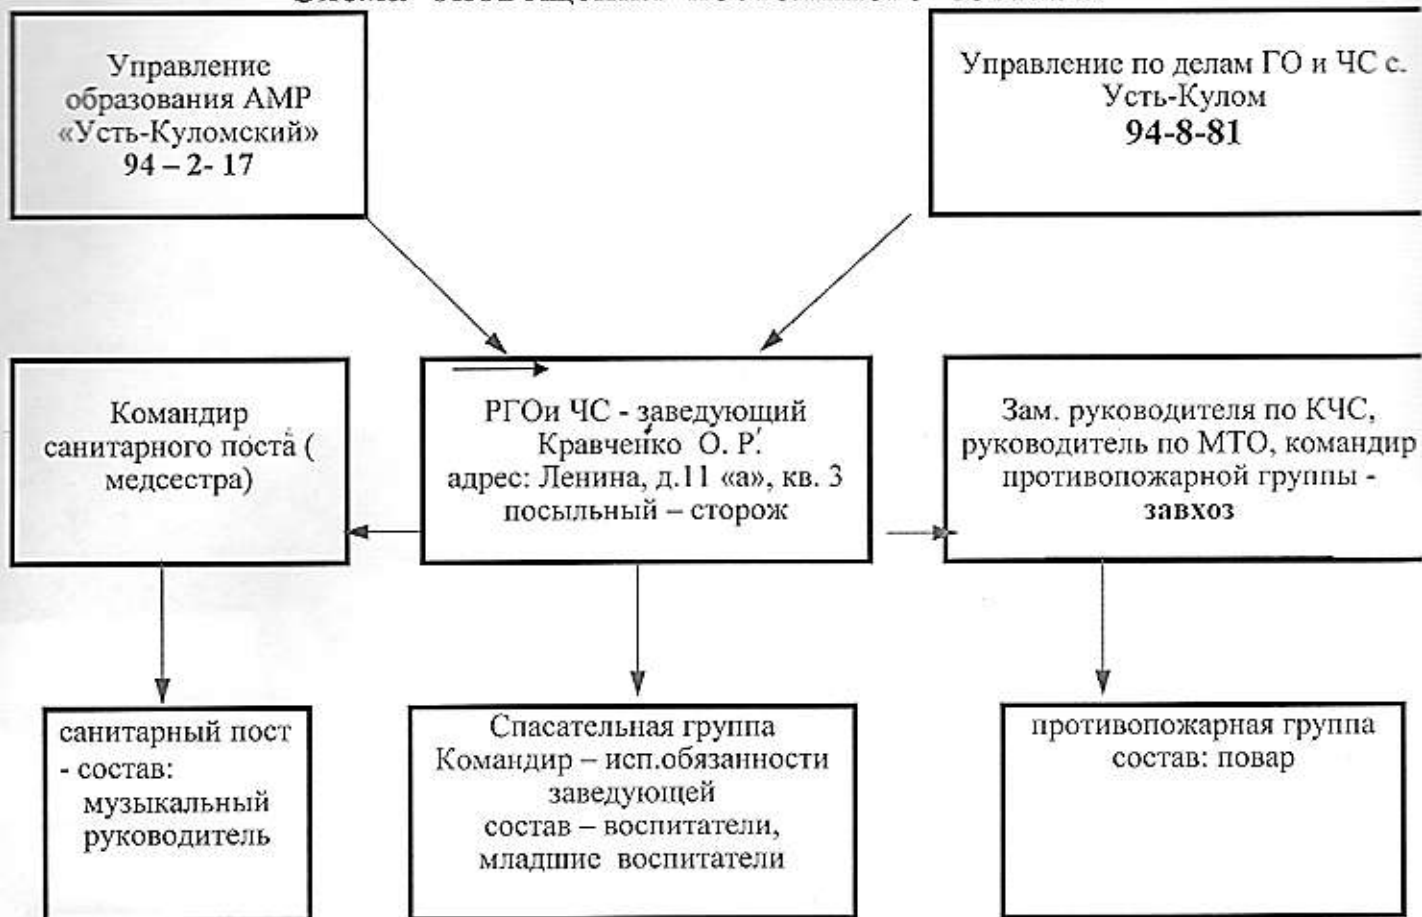 Управление
образования АМР
«Усть-Куломский»
94 – 2- 17
Управление по делам ГО и ЧС с.
Усть-Кулом
94-8-81
Командир
санитарного поста (
медсестра)
РГОи ЧС - заведующий
Кравченко О. Р.
адрес: Ленина, д.11 «а», кв. 3
посыльный – сторож
Зам. руководителя по КЧС,
руководитель по МТО, командир
противопожарной группы -
завхоз
санитарный пост
- состав:
музыкальный
руководитель
Спасательная группа
Командир – исп.обязанности
заведующей
состав – воспитатели,
младшие воспитатели
противопожарная группа
состав: повар